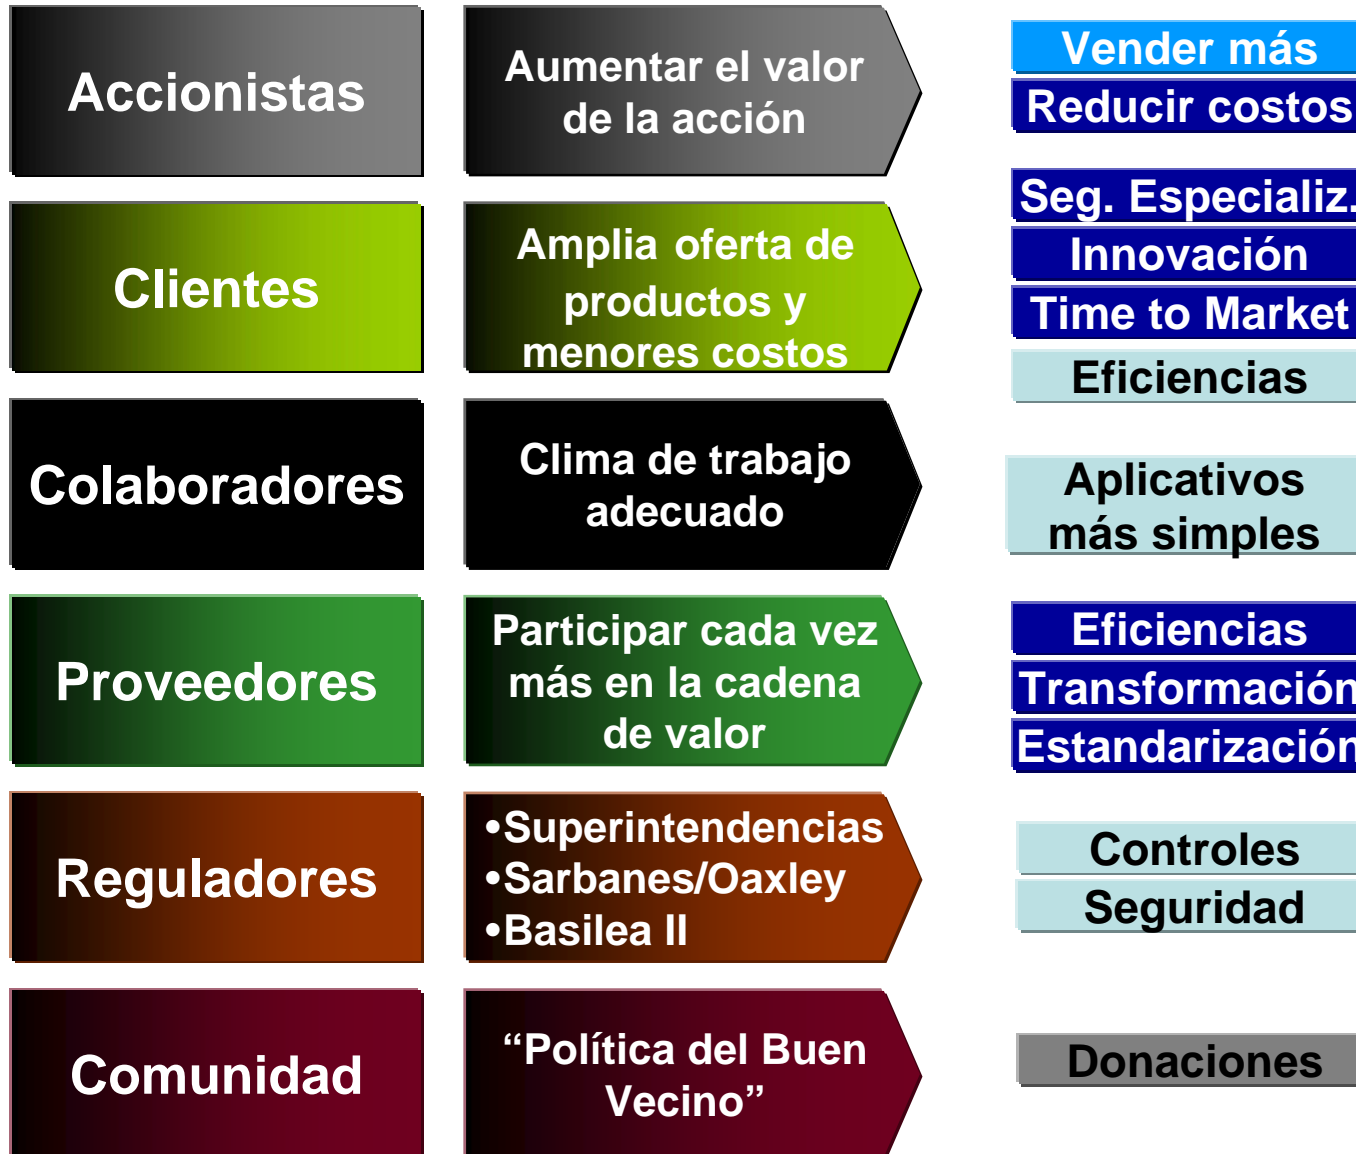 Accionistas
Aumentar el valor
de la acción
Vender más
Reducir costos
Clientes
Amplia oferta de
productos y
menores costos
Seg. Especializ.
Innovación
Time to Market
Eficiencias
Colaboradores
Clima de trabajo
adecuado
Aplicativos
más simples
Proveedores
Participar cada vez
más en la cadena
de valor
Eficiencias
Transformación
Estandarización
Reguladores
•Superintendencias
•Sarbanes/Oaxley
•Basilea II
Controles
Seguridad
Comunidad
“Política del Buen
Vecino”
Donaciones